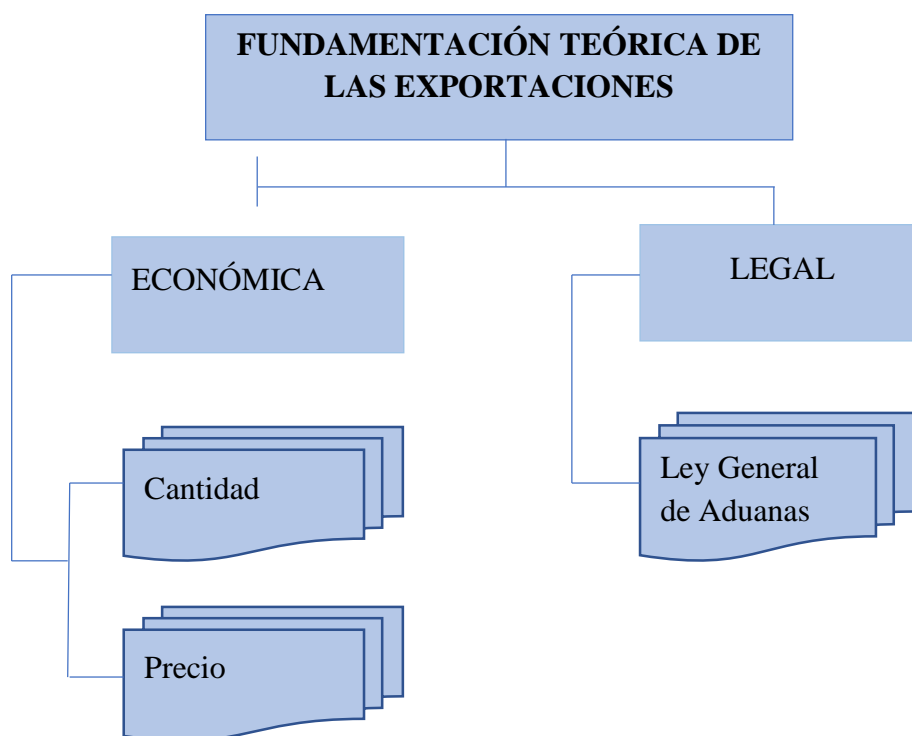 FUNDAMENTACIÓN TEÓRICA DE
LAS EXPORTACIONES
ECONÓMICA
LEGAL
Cantidad
Ley General
de Aduanas
Precio